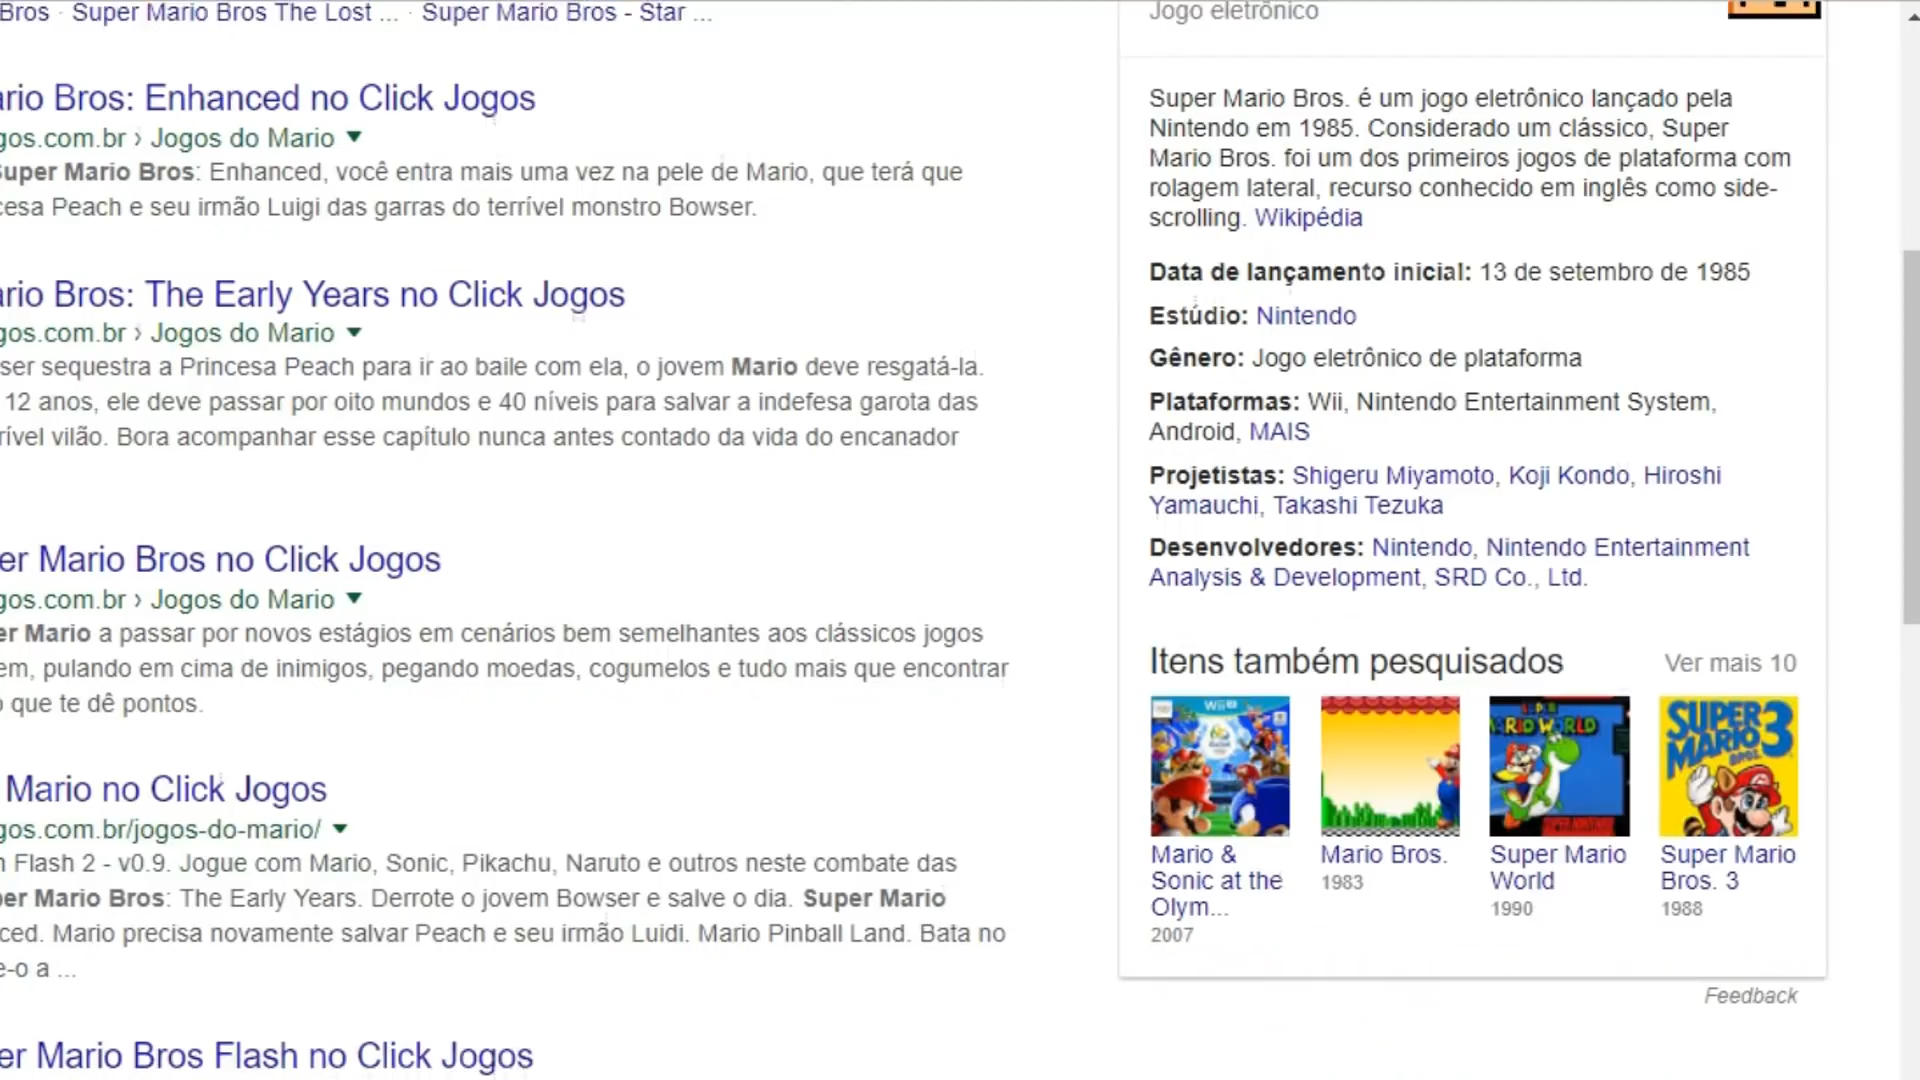 Bros · Super Mario Bros The Lost ... · Super Mario Bros - Star ...
ario Bros: Enhanced no Click Jogos
gos.com.br › Jogos do Mario
Super Mario Bros: Enhanced, você entra mais uma vez na pele de Mario, que terá que
cesa Peach e seu irmão Luigi das garras do terrível monstro Bowser.
ario Bros: The Early Years no Click Jogos
gos.com.br › Jogos do Mario
ser sequestra a Princesa Peach para ir ao baile com ela, o jovem Mario deve resgatá-la.
12 anos, ele deve passar por oito mundos e 40 níveis para salvar a indefesa garota das
rível vilão. Bora acompanhar esse capítulo nunca antes contado da vida do encanador
er Mario Bros no Click Jogos
gos.com.br › Jogos do Mario
er Mario a passar por novos estágios em cenários bem semelhantes aos clássicos jogos
em, pulando em cima de inimigos, pegando moedas, cogumelos e tudo mais que encontrar
o que te dê pontos.
Mario no Click Jogos
gos.com.br/jogos-do-mario/
n Flash 2 - v0.9. Jogue com Mario, Sonic, Pikachu, Naruto e outros neste combate das
per Mario Bros: The Early Years. Derrote o jovem Bowser e salve o dia. Super Mario
ced. Mario precisa novamente salvar Peach e seu irmão Luidi. Mario Pinball Land. Bata no
e-o a ...
er Mario Bros Flash no Click Jogos
Jogo eletrônico
Super Mario Bros. é um jogo eletrônico lançado pela
Nintendo em 1985. Considerado um clássico, Super
Mario Bros. foi um dos primeiros jogos de plataforma com
rolagem lateral, recurso conhecido em inglês como side-
scrolling. Wikipédia
Data de lançamento inicial: 13 de setembro de 1985
Estúdio: Nintendo
Gênero: Jogo eletrônico de plataforma
Plataformas: Wii, Nintendo Entertainment System,
Android, MAIS
Projetistas: Shigeru Miyamoto, Koji Kondo, Hiroshi
Yamauchi, Takashi Tezuka
Desenvolvedores: Nintendo, Nintendo Entertainment
Analysis & Development, SRD Co., Ltd.
Itens também pesquisados
Ver mais 10
Wii U
SUPER
MARIO WORLD
SUPER
MARIO 3
BROS.
Mario &
Sonic at the
Olym...
2007
Mario Bros.
1983
Super Mario
World
1990
Super Mario
Bros. 3
1988
Feedback